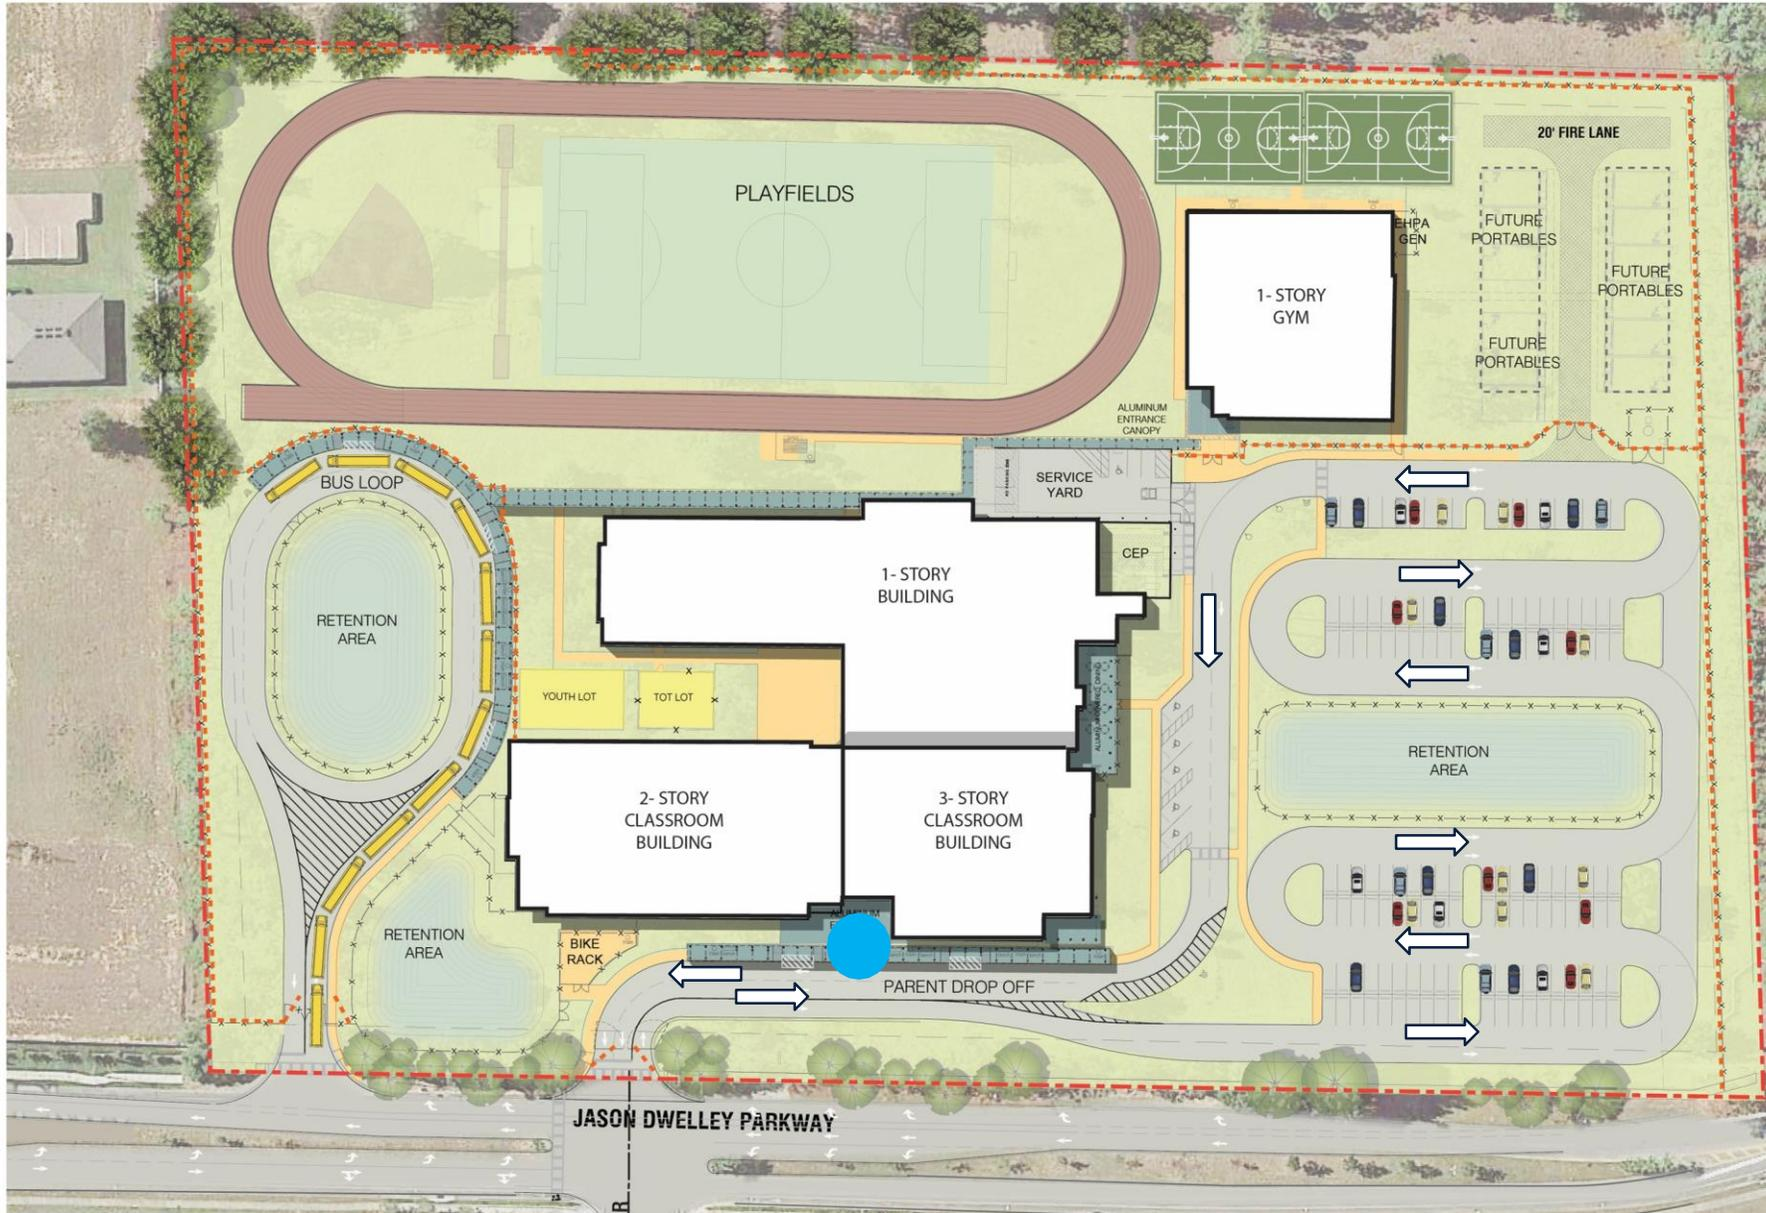 20' FIRE LANE
PLAYFIELDS
EHPA
GEN
FUTURE
PORTABLES
FUTURE
PORTABLES
1- STORY
GYM
FUTURE
PORTABLES
ALUMINUM
ENTRANCE
CANOPY
BUS LOOP
SERVICE
YARD
CEP
1- STORY
BUILDING
RETENTION
AREA
YOUTH LOT
TOT LOT
RETENTION
AREA
2- STORY
CLASSROOM
BUILDING
3- STORY
CLASSROOM
BUILDING
RETENTION
AREA
BIKE
RACK
PARENT DROP OFF
JASON DWELLEY PARKWAY
R